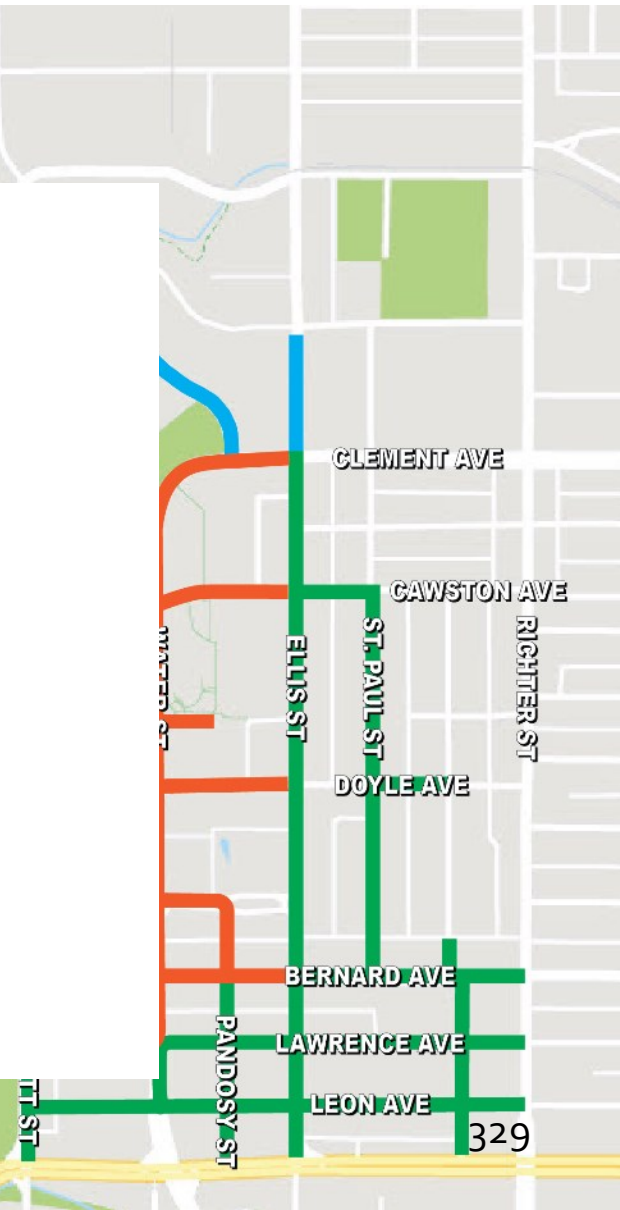 CLEMENT AVE
CAWSTON AVE
ELLIS ST
ST. PAUL ST
RICHTER ST
DOYLE AVE
BERNARD AVE
PANDOSY ST
LAWRENCE AVE
LEON AVE
ST
329